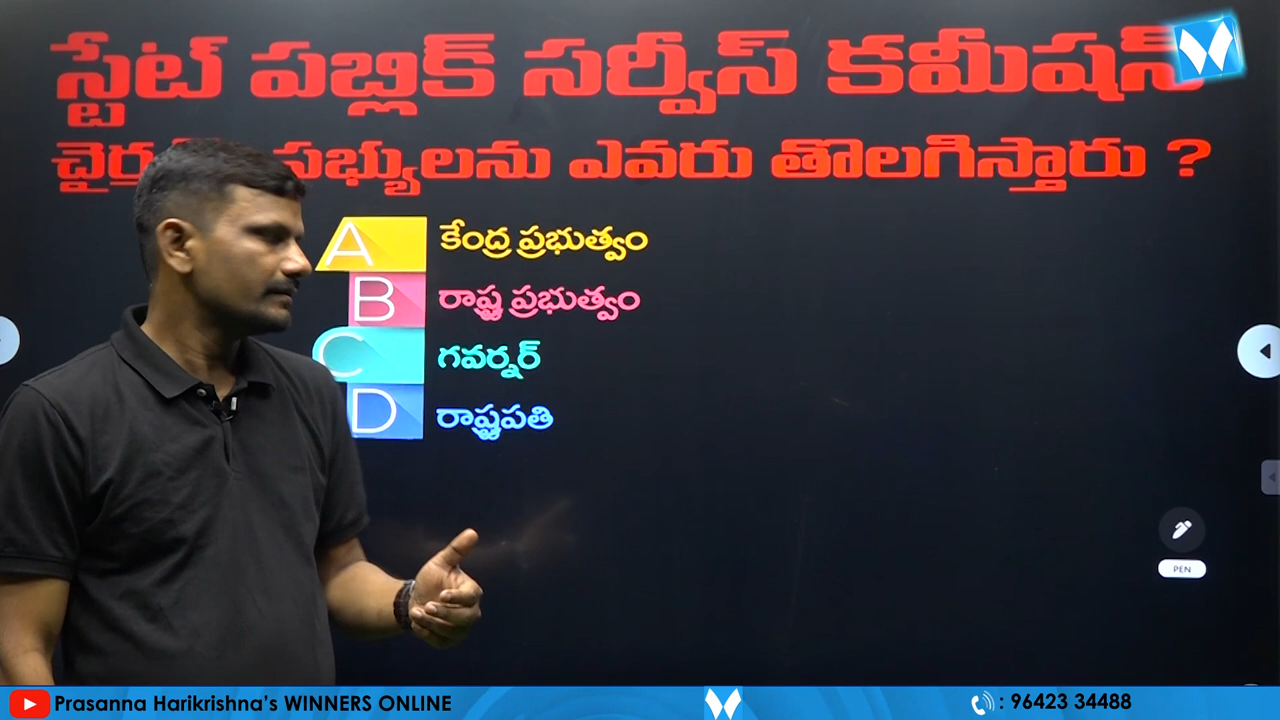 స్టేట్ పబ్లిక్ సర్వీస్ కమీషన్
సభ్యులను ఎవరు తొలగిస్తారు ?
A కేంద్ర ప్రభుత్వం
B రాష్ట్ర ప్రభుత్వం
C గవర్నర్
D రాష్ట్రపతి
PEN
Prasanna Harikrishna's WINNERS ONLINE
: 96423 34488